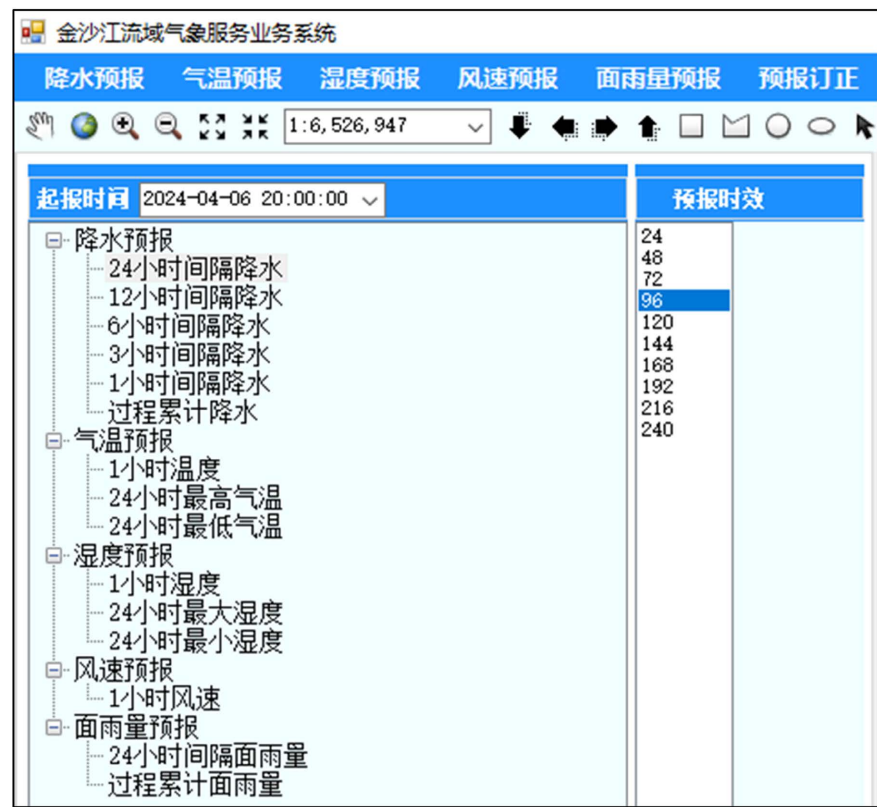 金沙江流域气象服务业务系统
降水预报 气温预报 湿度预报 风速预报 面雨量预报 预报订正
1:6,526,947
起报时间 2024-04-06 20:00:00
降水预报
24小时间隔降水
12小时间隔降水
6小时间隔降水
3小时间隔降水
1小时间隔降水
过程累计降水
气温预报
1小时温度
24小时最高气温
24小时最低气温
湿度预报
1小时湿度
24小时最大湿度
24小时最小湿度
风速预报
1小时风速
面雨量预报
24小时间隔面雨量
过程累计面雨量
预报时效
24
48
72
96
120
144
168
192
216
240